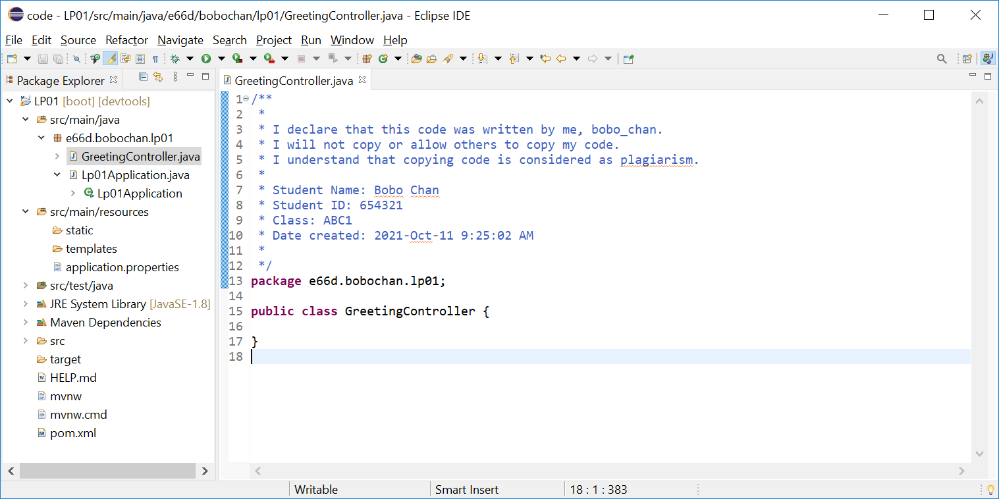 code - LP01/src/main/java/e66d/bobochan/lp01/GreetingController.java - Eclipse IDE
File Edit Source Refactor Navigate Search Project Run Window Help
Package Explorer
GreetingController.java
LP01 [boot] [devtools]
src/main/java
e66d.bobochan.lp01
GreetingController.java
Lp01Application.java
Lp01Application
src/main/resources
static
templates
application.properties
src/test/java
JRE System Library [JavaSE-1.8]
Maven Dependencies
src
target
HELP.md
mvnw
mvnw.cmd
pom.xml
1 /**
2 *
3 * I declare that this code was written by me, bobo_chan.
4 * I will not copy or allow others to copy my code.
5 * I understand that copying code is considered as plagiarism.
6 *
7 * Student Name: Bobo Chan
8 * Student ID: 654321
9 * Class: ABC1
10 * Date created: 2021-Oct-11 9:25:02 AM
11 *
12 */
13 package e66d.bobochan.lp01;
14
15 public class GreetingController {
16
17 }
18
Writable Smart Insert 18 : 1 : 383